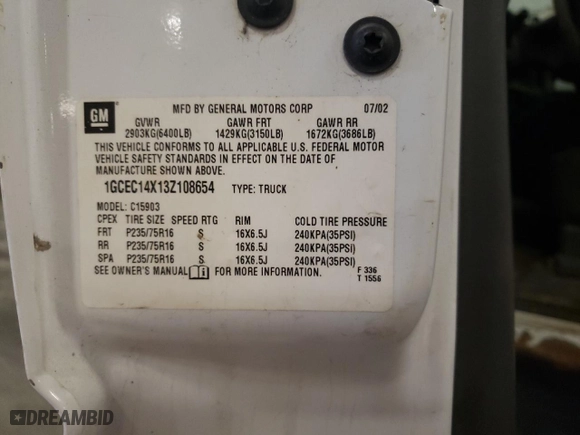 GM
MFD BY GENERAL MOTORS CORP 07/02
GVWR GAWR FRT GAWR RR
2903KG(6400LB) 1429KG(3150LB) 1672KG(3686LB)
THIS VEHICLE CONFORMS TO ALL APPLICABLE U.S. FEDERAL MOTOR
VEHICLE SAFETY STANDARDS IN EFFECT ON THE DATE OF
MANUFACTURE SHOWN ABOVE.
1GCEC14X13Z108654 TYPE: TRUCK
MODEL: C15903
CPEX TIRE SIZE SPEED RTG RIM COLD TIRE PRESSURE
FRT P235/75R16 S 16X6.5J 240KPA(35PSI)
RR P235/75R16 S 16X6.5J 240KPA(35PSI)
SPA P235/75R16 S 16X6.5J 240KPA(35PSI)
SEE OWNER'S MANUAL FOR MORE INFORMATION.
F 336
T 1556
DREAMBID